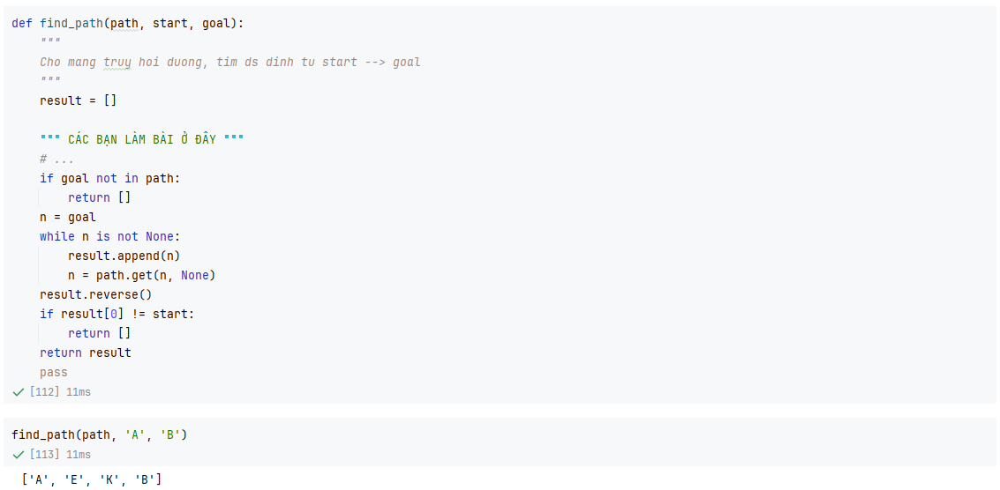 def find_path(path, start, goal):
    """
    Cho mang truy hoi duong, tim ds dinh tu start --> goal
    """
    result = []
    """ CÁC BẠN LÀM BÀI Ở ĐÂY """
    # ...
    if goal not in path:
        return []
    n = goal
    while n is not None:
        result.append(n)
        n = path.get(n, None)
    result.reverse()
    if result[0] != start:
        return []
    return result
    pass
[112] 11ms
find_path(path, 'A', 'B')
[113] 11ms
['A', 'E', 'K', 'B']